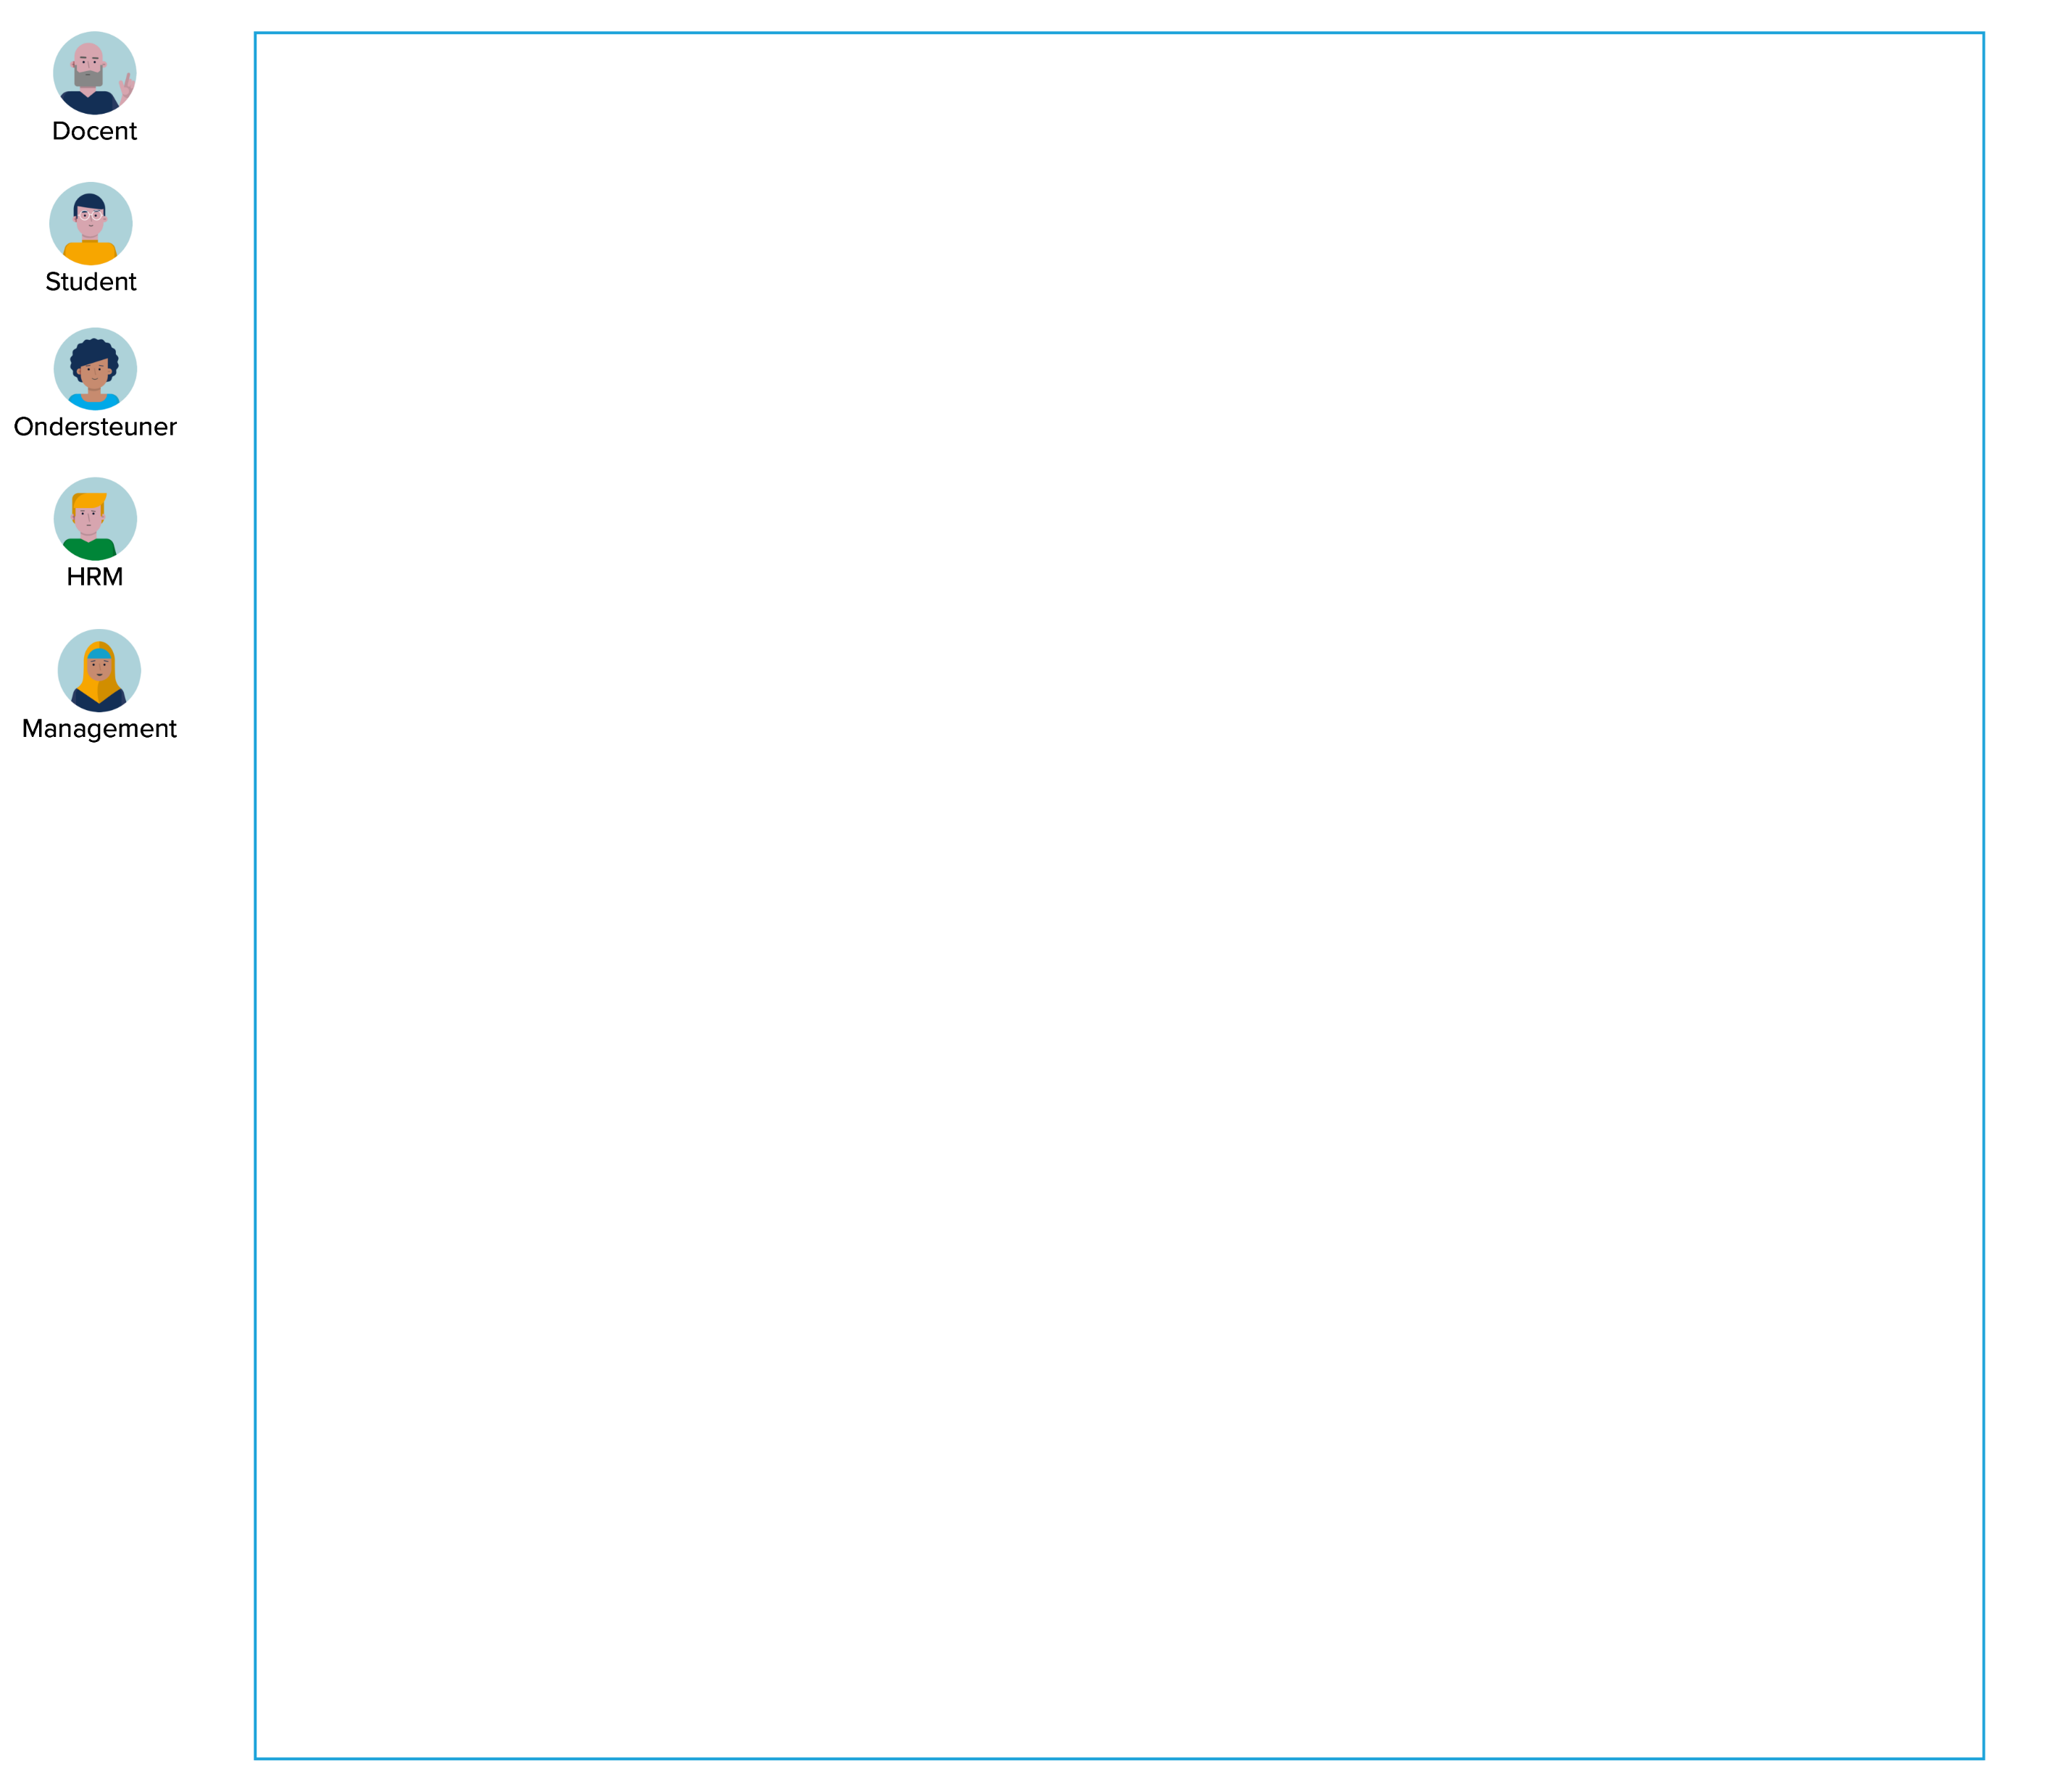 Docent
Student
Ondersteuner
HRM
Management